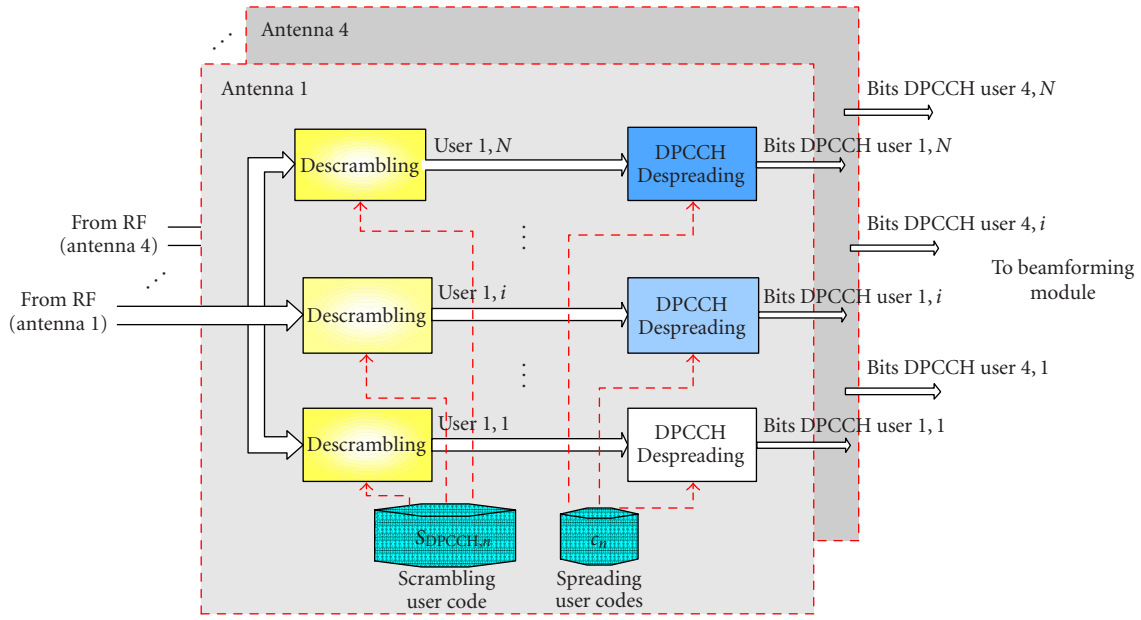 Antenna 4
Antenna 1
Bits DPCCH user 4, N
User 1, N
Bits DPCCH user 1, N
Descrambling
DPCCH
Despreading
From RF
(antenna 4)
Bits DPCCH user 4, i
To beamforming
module
From RF
(antenna 1)
User 1, i
Bits DPCCH user 1, i
Descrambling
DPCCH
Despreading
Bits DPCCH user 4, 1
User 1, 1
Bits DPCCH user 1, 1
Descrambling
DPCCH
Despreading
SDPCCH,n
cn
Scrambling
user code
Spreading
user codes